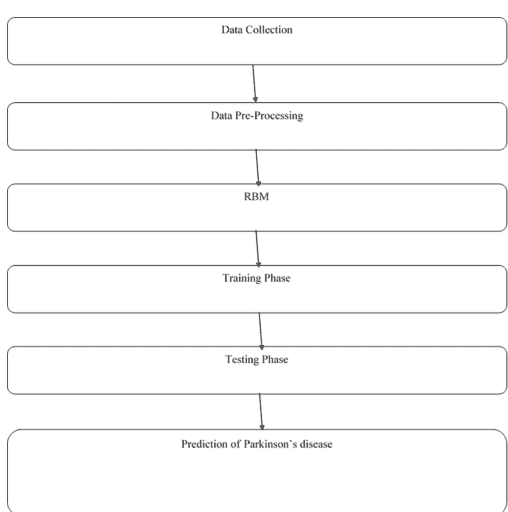 Data Collection
Data Pre-Processing
RBM
Training Phase
Testing Phase
Prediction of Parkinson’s disease